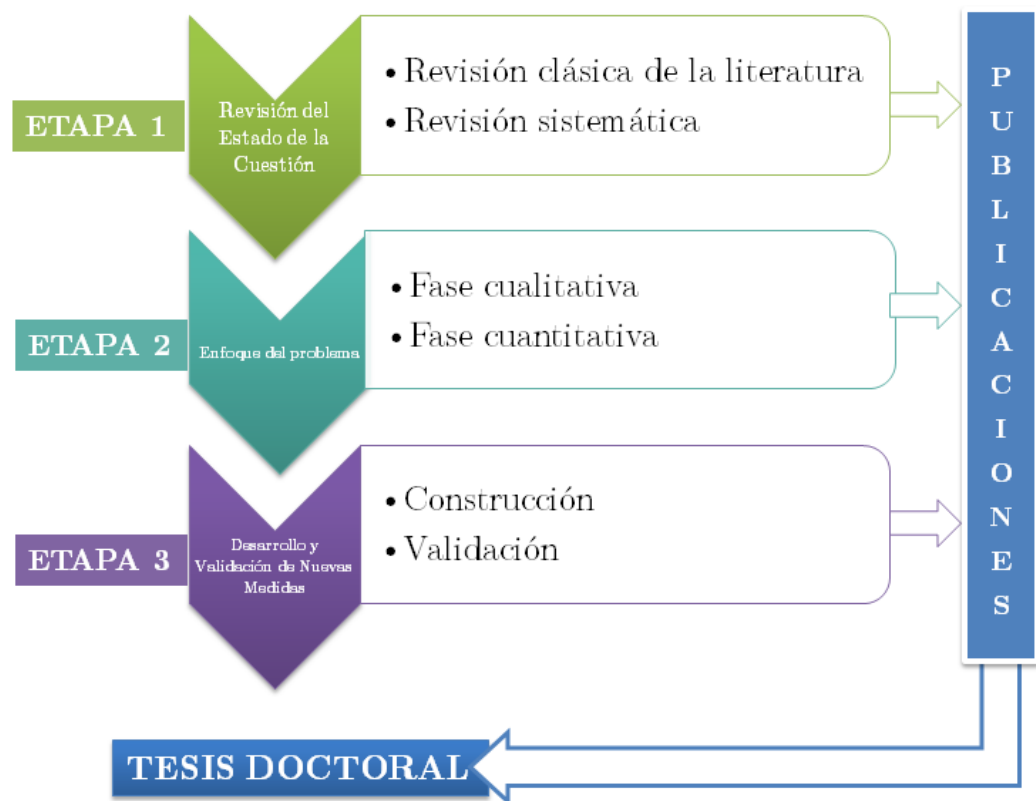 ETAPA 1
Revisión del
Estado de la
Cuestión
• Revisión clásica de la literatura
• Revisión sistemática
ETAPA 2
Enfoque del problema
• Fase cualitativa
• Fase cuantitativa
ETAPA 3
Desarrollo y
Validación de Nuevas
Medidas
• Construcción
• Validación
PUBLICACIONES
TESIS DOCTORAL